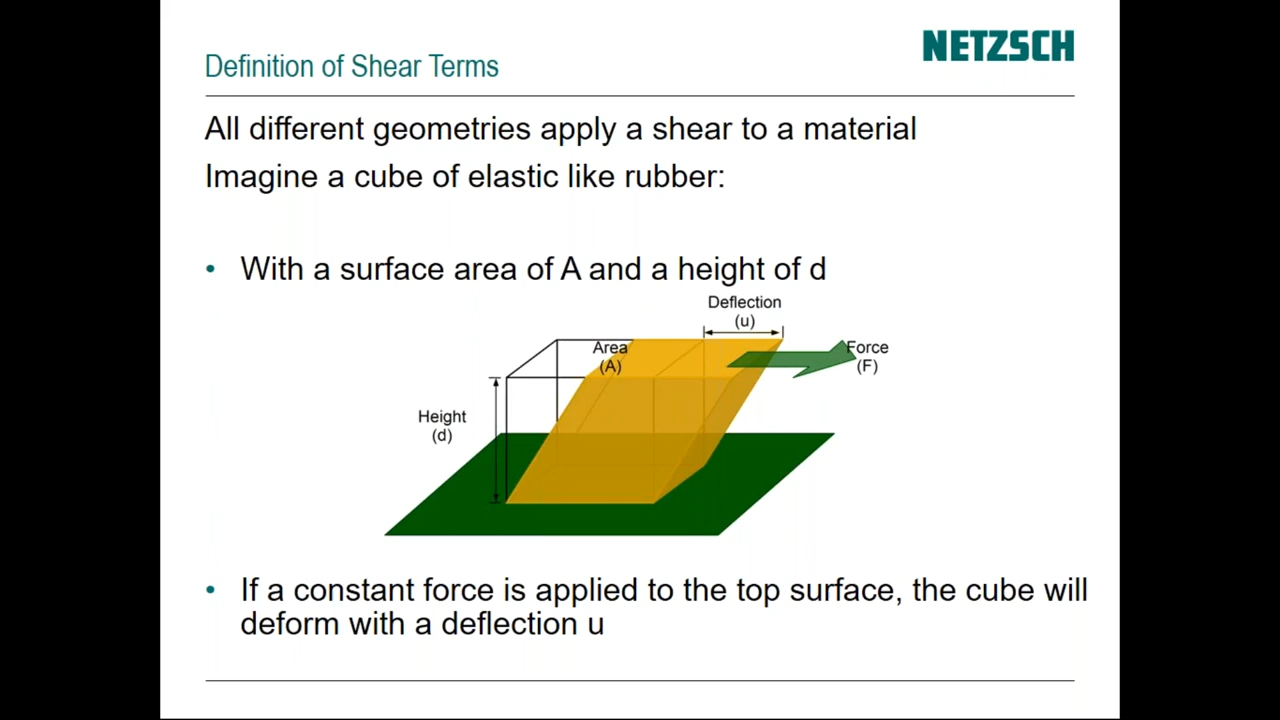 NETZSCH
Definition of Shear Terms
All different geometries apply a shear to a material
Imagine a cube of elastic like rubber:
• With a surface area of A and a height of d
Deflection
(u)
Area
(A)
Force
(F)
Height
(d)
• If a constant force is applied to the top surface, the cube will
deform with a deflection u